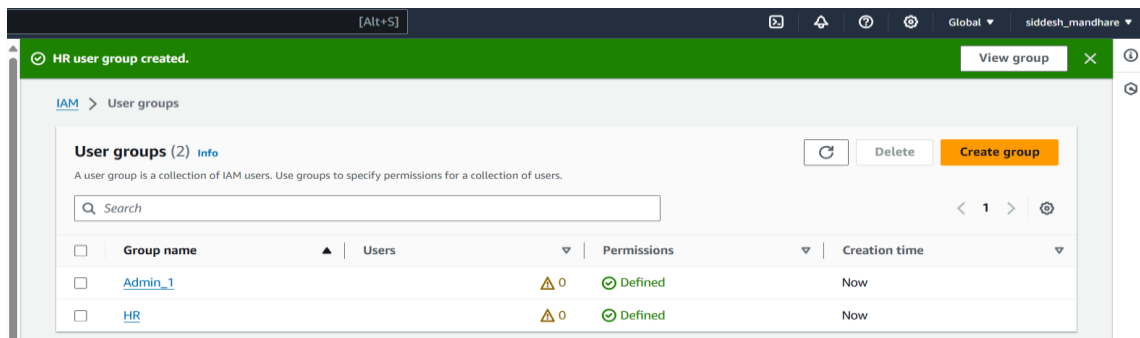 [Alt+S]
Global ▼ siddesh_mandhare ▼
HR user group created. View group
IAM > User groups
User groups (2) Info Delete Create group
A user group is a collection of IAM users. Use groups to specify permissions for a collection of users.
Search 1
Group name Users Permissions Creation time
Admin_1 0 Defined Now
HR 0 Defined Now